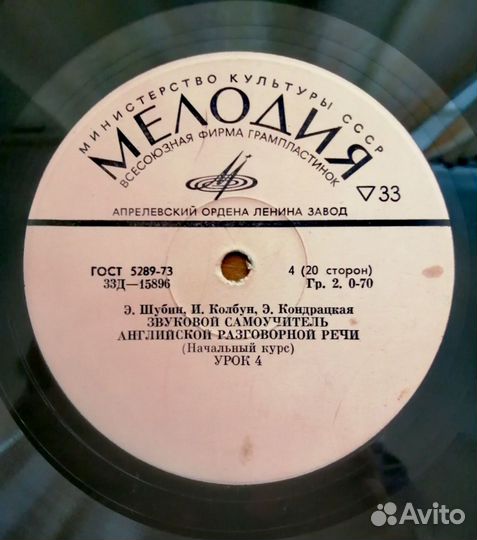 МИНИСТЕРСТВО КУЛЬТУРЫ СССР
МЕЛОДИЯ
ВСЕСОЮЗНАЯ ФИРМА ГРАМПЛАСТИНОК
▽33
АПРЕЛЕВСКИЙ ОРДЕНА ЛЕНИНА ЗАВОД
ГОСТ 5289-73 4 (20 сторон)
33Д—15896 Гр. 2. 0-70
Э. Шубин, И. Колбун, Э. Кондрацкая
ЗВУКОВОЙ САМОУЧИТЕЛЬ
АНГЛИЙСКОЙ РАЗГОВОРНОЙ РЕЧИ
(Начальный курс)
УРОК 4
Avito